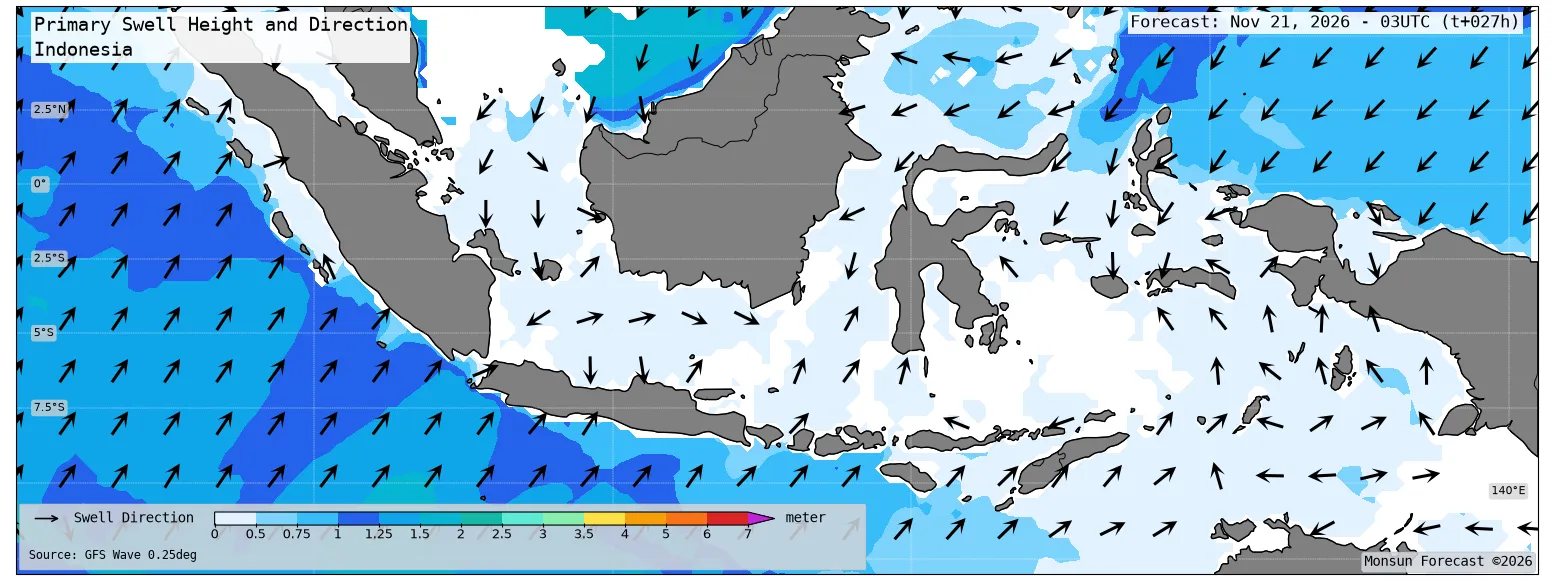 Primary Swell Height and Direction
Indonesia
Forecast: Nov 21, 2026 - 03UTC (t+027h)
2.5°N
0°
2.5°S
5°S
7.5°S
140°E
Swell Direction
0 0.5 0.75 1 1.25 1.5 2 2.5 3 3.5 4 5 6 7
meter
Source: GFS Wave 0.25deg
Monsun Forecast ©2026